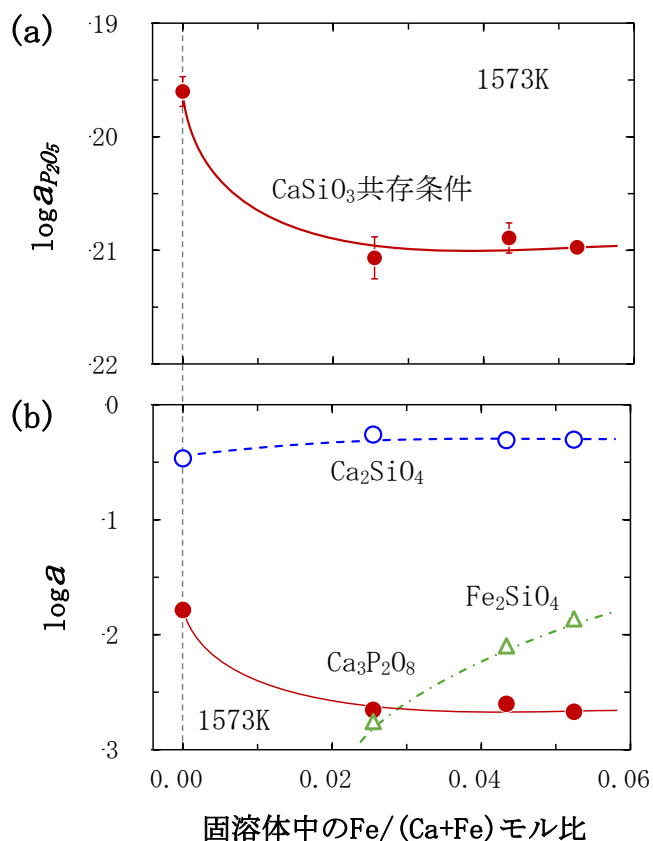 (a)
-19
-20
-21
-22
log a_{P₂O₅}
1573K
CaSiO₃共存条件
(b)
0
-1
-2
-3
log a
Ca₂SiO₄
Fe₂SiO₄
Ca₃P₂O₈
1573K
0.00 0.02 0.04 0.06
固溶体中のFe/(Ca+Fe)モル比